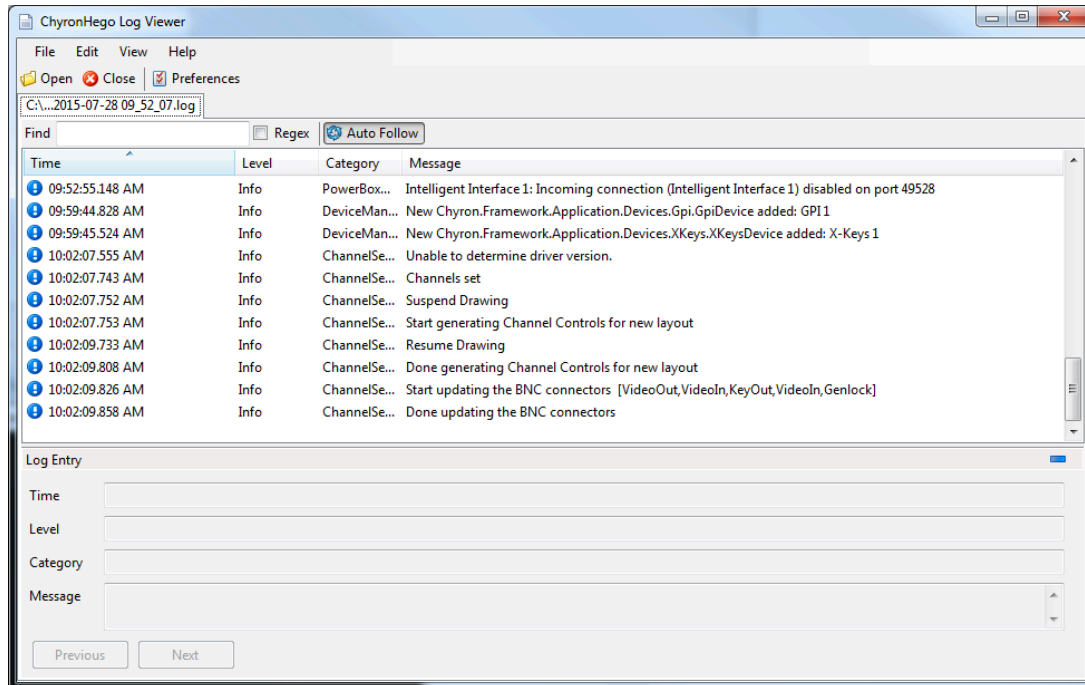 ChyronHego Log Viewer
File Edit View Help
Open Close Preferences
C:\...2015-07-28 09_52_07.log
Find Regex Auto Follow
Time Level Category Message
09:52:55.148 AM Info PowerBox... Intelligent Interface 1: Incoming connection (Intelligent Interface 1) disabled on port 49528
09:59:44.828 AM Info DeviceMan... New Chyron.Framework.Application.Devices.Gpi.GpiDevice added: GPI 1
09:59:45.524 AM Info DeviceMan... New Chyron.Framework.Application.Devices.XKeys.XKeysDevice added: X-Keys 1
10:02:07.555 AM Info ChannelSe... Unable to determine driver version.
10:02:07.743 AM Info ChannelSe... Channels set
10:02:07.752 AM Info ChannelSe... Suspend Drawing
10:02:07.753 AM Info ChannelSe... Start generating Channel Controls for new layout
10:02:09.733 AM Info ChannelSe... Resume Drawing
10:02:09.808 AM Info ChannelSe... Done generating Channel Controls for new layout
10:02:09.826 AM Info ChannelSe... Start updating the BNC connectors [VideoOut,VideoIn,KeyOut,VideoIn,Genlock]
10:02:09.858 AM Info ChannelSe... Done updating the BNC connectors
Log Entry
Time
Level
Category
Message
Previous Next